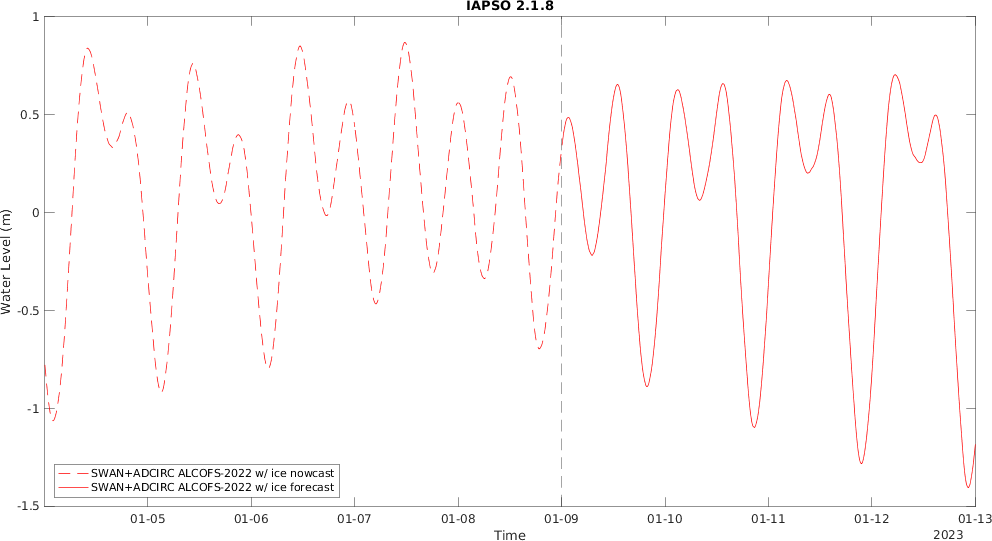 IAPSO 2.1.8
1
0.5
0
-0.5
-1
-1.5
Water Level (m)
SWAN+ADCIRC ALCOFS-2022 w/ ice nowcast
SWAN+ADCIRC ALCOFS-2022 w/ ice forecast
01-05 01-06 01-07 01-08 01-09 01-10 01-11 01-12 01-13
Time
2023